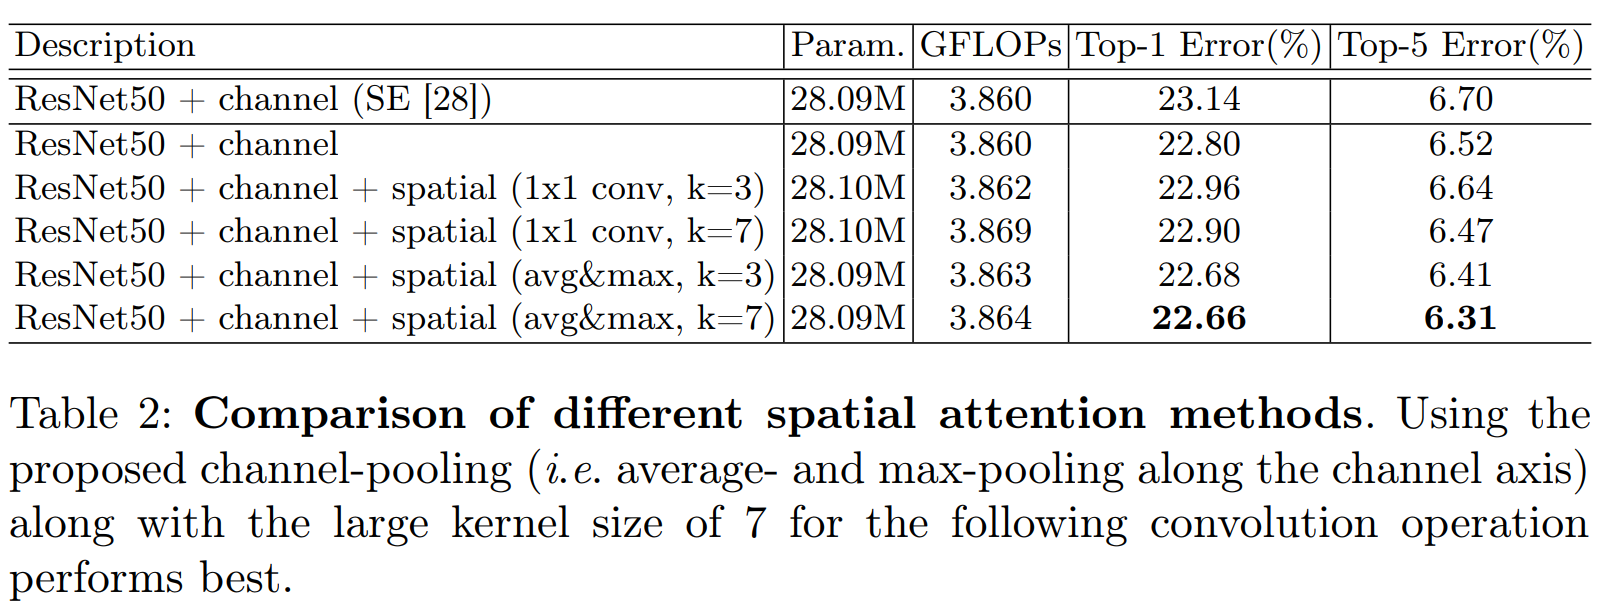 Description Param. GFLOPs Top-1 Error(%) Top-5 Error(%)
ResNet50 + channel (SE [28]) 28.09M 3.860 23.14 6.70
ResNet50 + channel 28.09M 3.860 22.80 6.52
ResNet50 + channel + spatial (1x1 conv, k=3) 28.10M 3.862 22.96 6.64
ResNet50 + channel + spatial (1x1 conv, k=7) 28.10M 3.869 22.90 6.47
ResNet50 + channel + spatial (avg&max, k=3) 28.09M 3.863 22.68 6.41
ResNet50 + channel + spatial (avg&max, k=7) 28.09M 3.864 22.66 6.31
Table 2: Comparison of different spatial attention methods. Using the
proposed channel-pooling (i.e. average- and max-pooling along the channel axis)
along with the large kernel size of 7 for the following convolution operation
performs best.